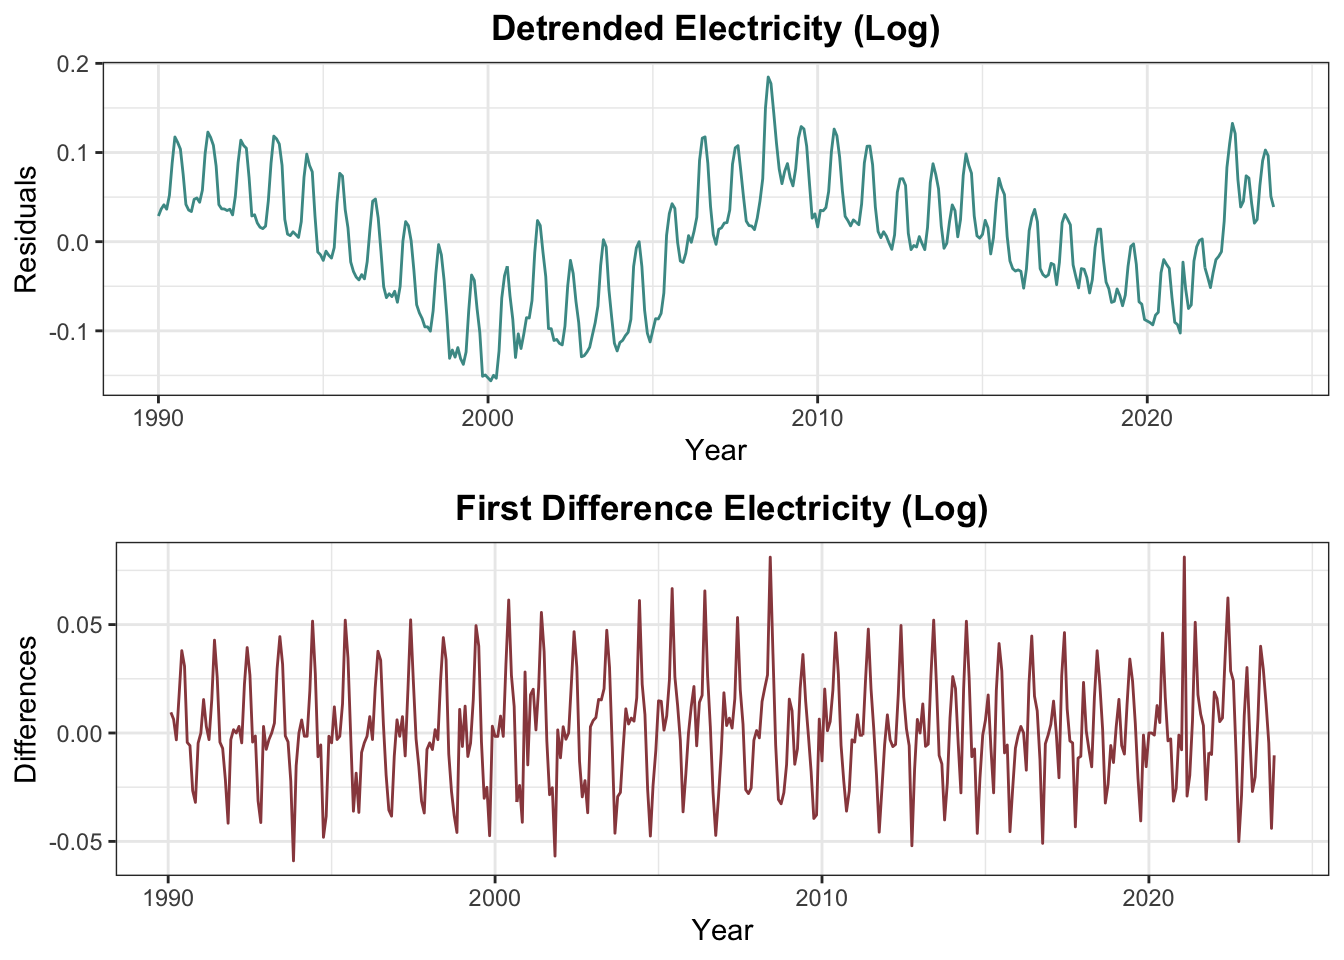 Detrended Electricity (Log)
0.2
0.1
0.0
-0.1
Residuals
1990 2000 2010 2020
Year
First Difference Electricity (Log)
0.05
0.00
-0.05
Differences
1990 2000 2010 2020
Year